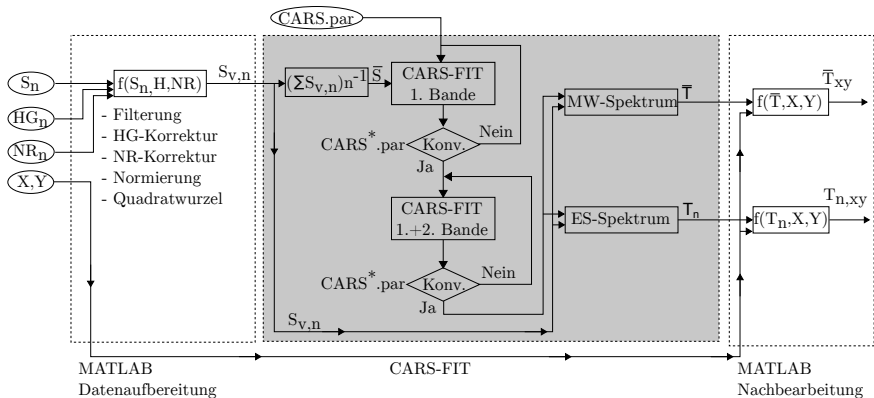 CARS.par
S_n
HG_n
NR_n
X,Y
f(S_n,H,NR)
- Filterung
- HG-Korrektur
- NR-Korrektur
- Normierung
- Quadratwurzel
S_v,n
(ΣS_v,n)n^-1
S̅
CARS-FIT
1. Bande
Konv.
Nein
CARS*.par
Ja
CARS-FIT
1.+2. Bande
Konv.
Nein
CARS*.par
Ja
S_v,n
MW-Spektrum
T̅
ES-Spektrum
T_n
f(T̅,X,Y)
T̅_xy
f(T_n,X,Y)
T_n,xy
MATLAB
Datenaufbereitung
CARS-FIT
MATLAB
Nachbearbeitung